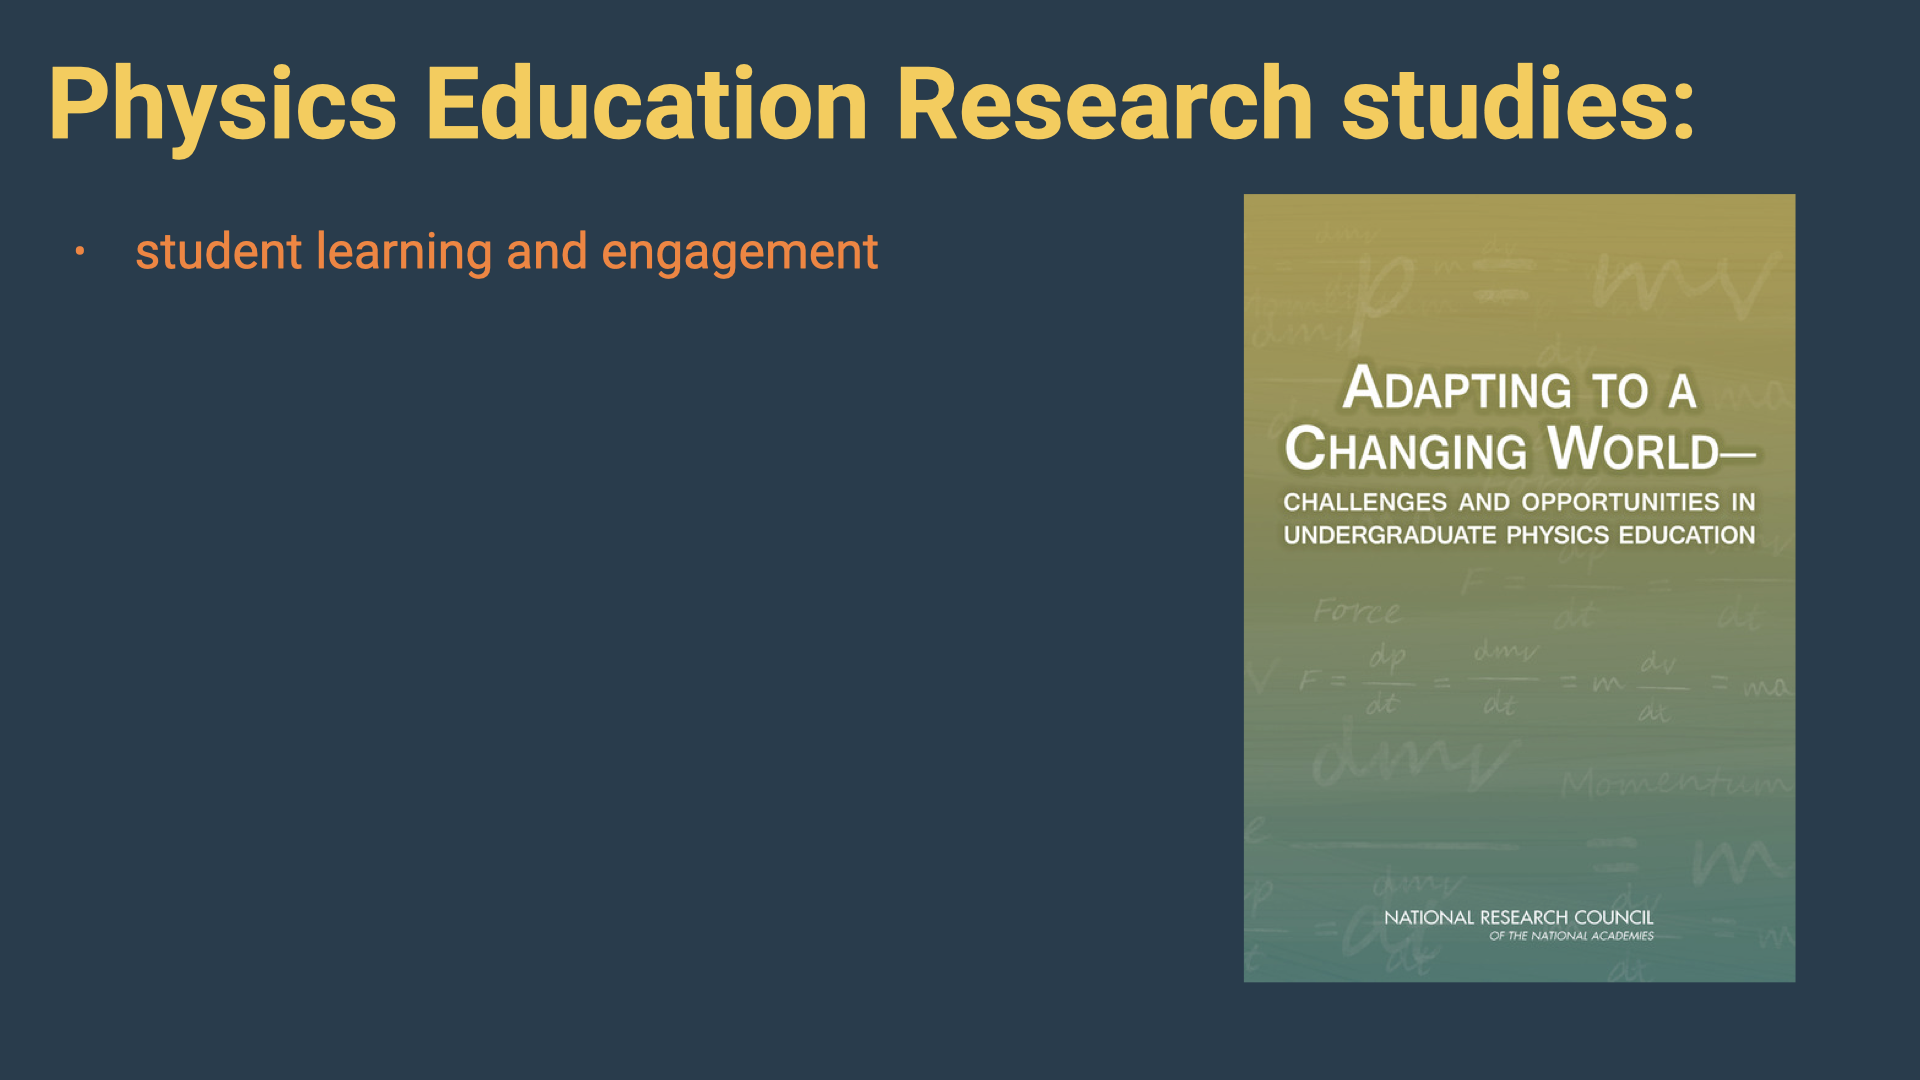 Physics Education Research studies:
• student learning and engagement
p = mv
ADAPTING TO A
CHANGING WORLD—
CHALLENGES AND OPPORTUNITIES IN
UNDERGRADUATE PHYSICS EDUCATION
Force
F = dp/dt = dmv/dt = m dv/dt = ma
dmv
Momentum
= m
NATIONAL RESEARCH COUNCIL
OF THE NATIONAL ACADEMIES